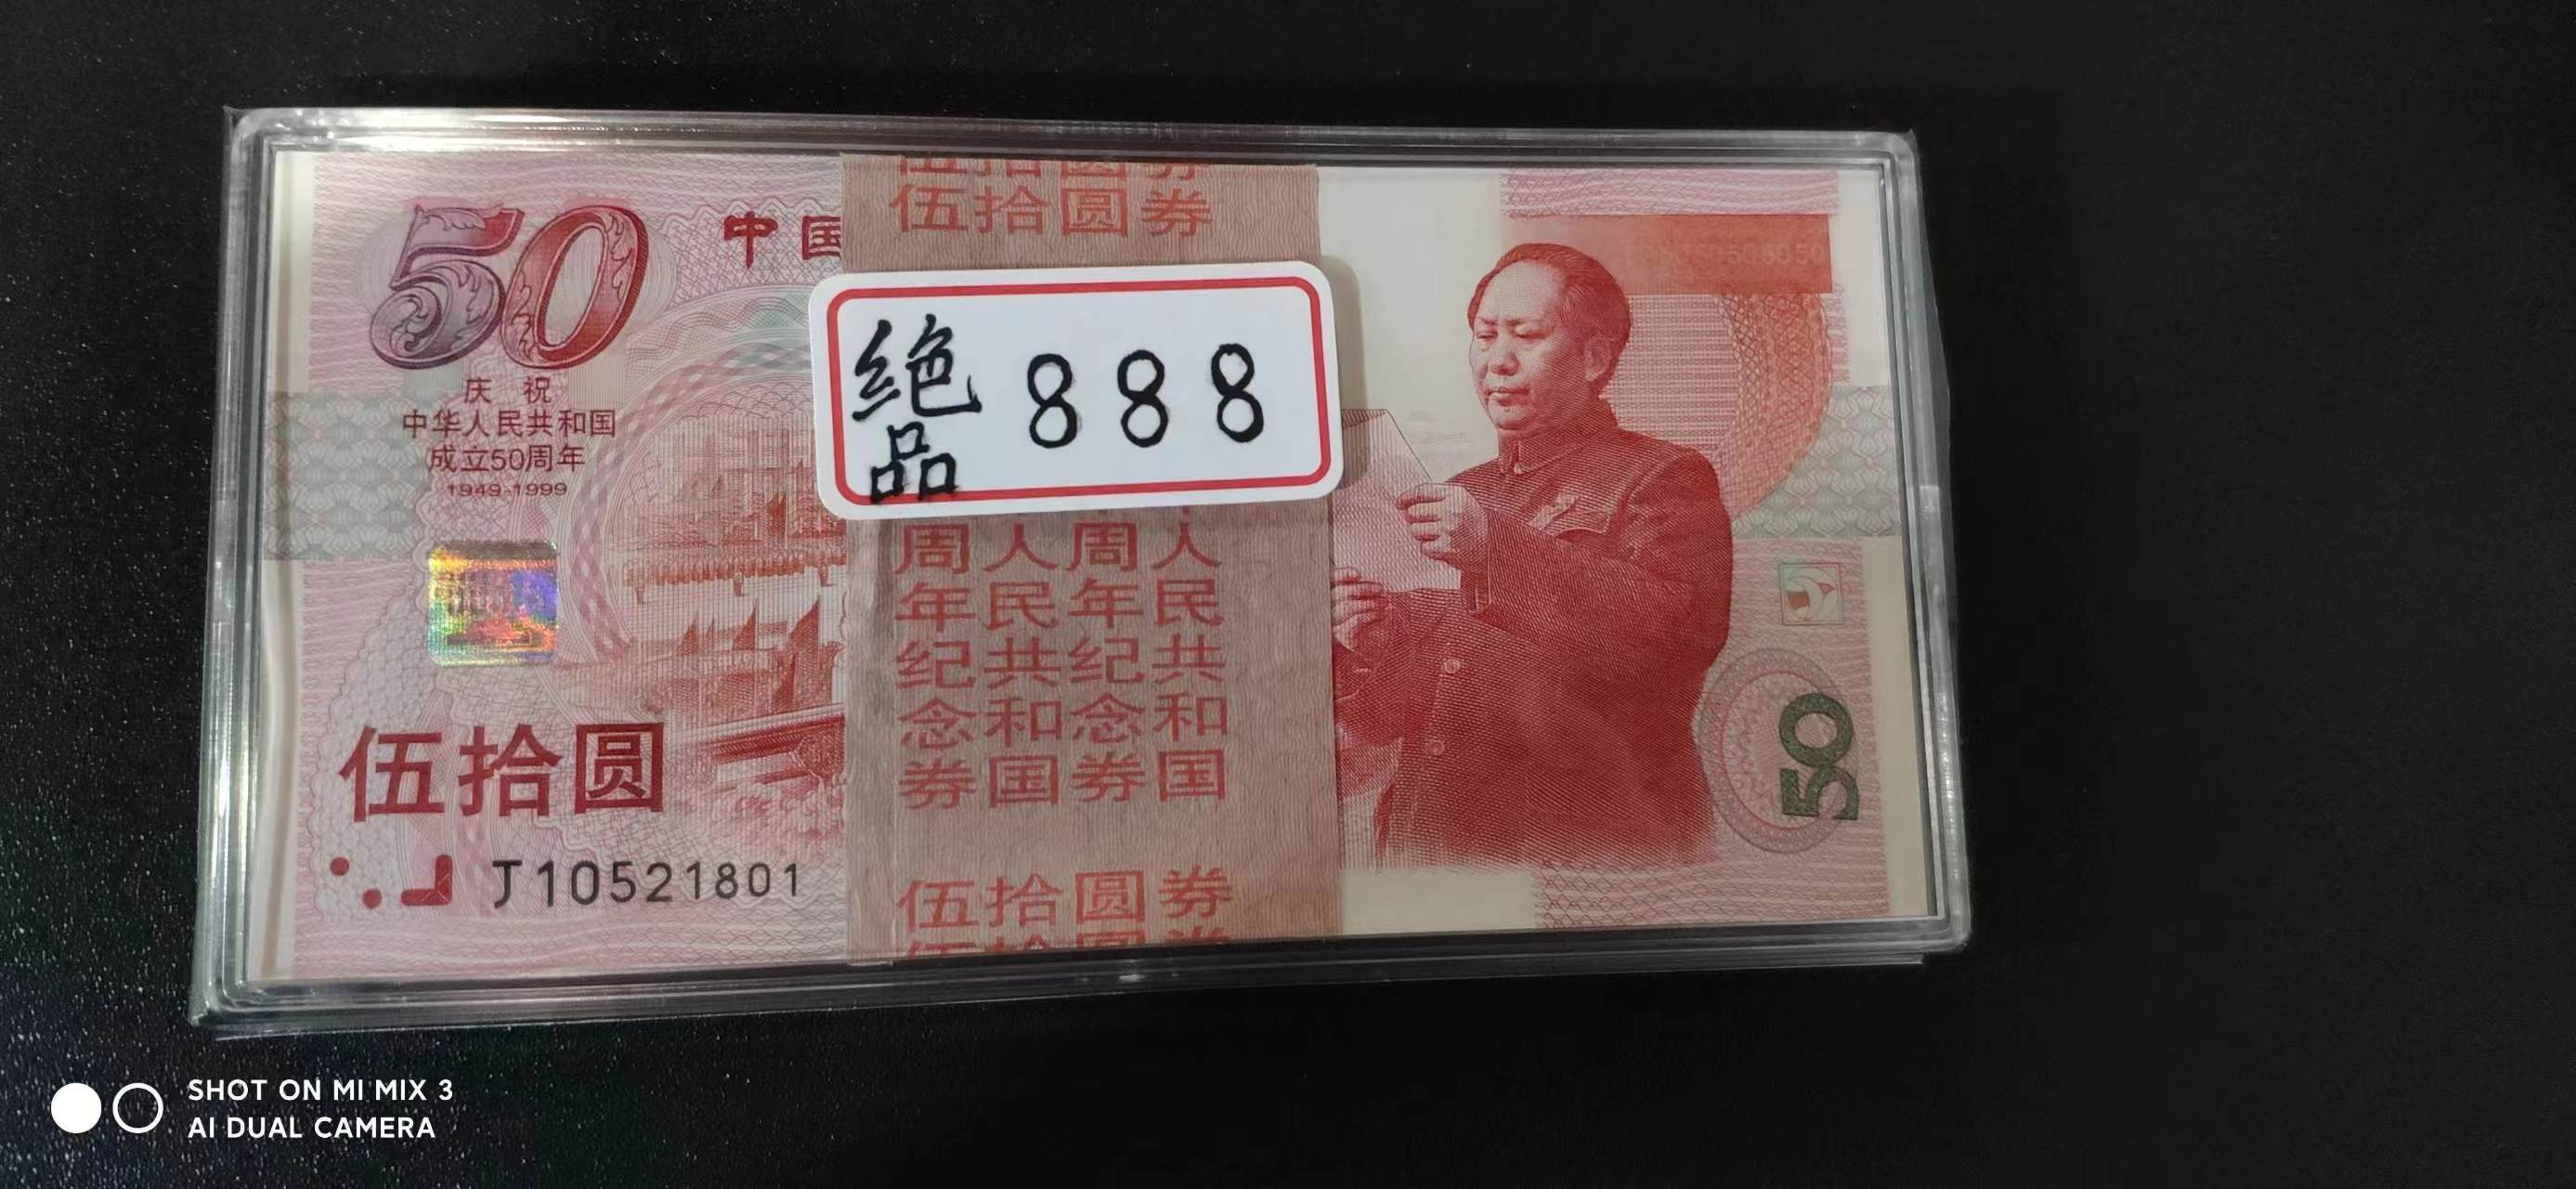 伍拾圆券
50
中国
庆 祝
中华人民共和国
成立50周年
1949-1999
绝品 888
周人周人
年民年民
纪共纪共
念和念和
券国券国
伍拾圆
J10521801
伍拾圆券
50
SHOT ON MI MIX 3
AI DUAL CAMERA